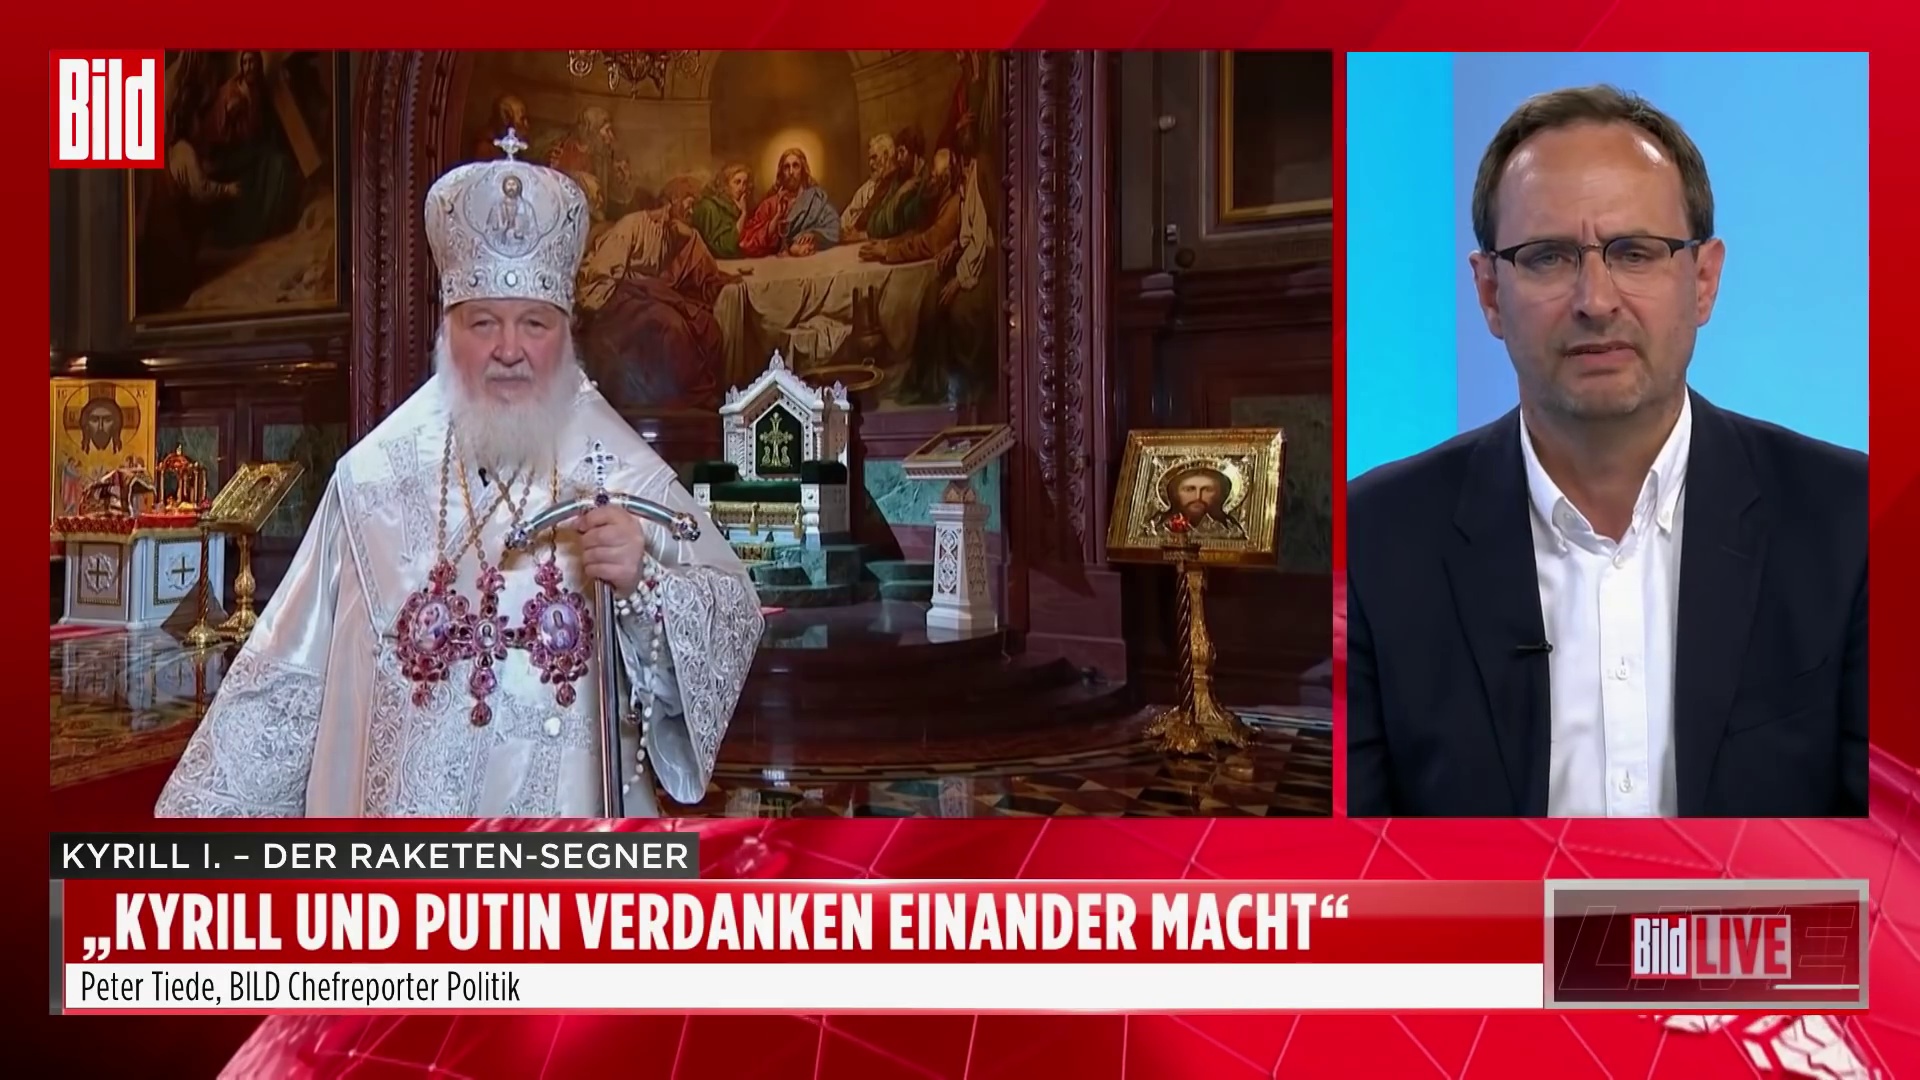 Bild
KYRILL I. – DER RAKETEN-SEGNER
„KYRILL UND PUTIN VERDANKEN EINANDER MACHT“
Peter Tiede, BILD Chefreporter Politik
Bild LIVE